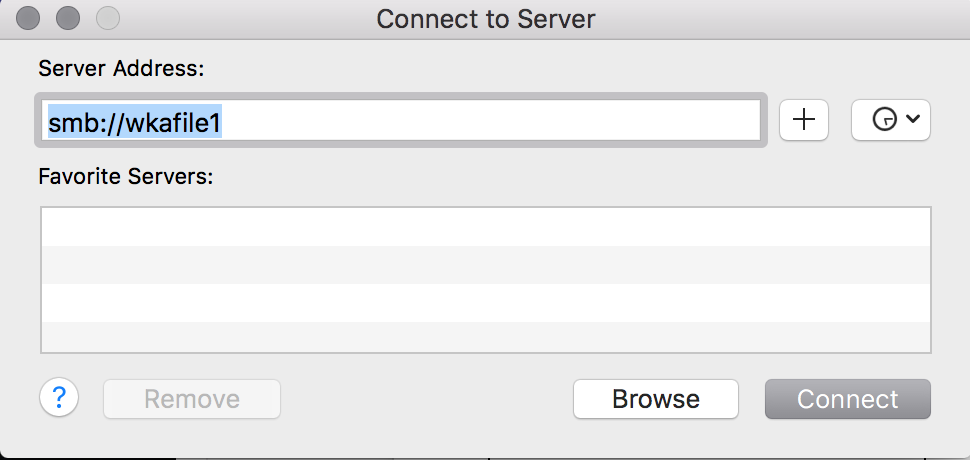 Connect to Server
Server Address:
smb://wkafile1
Favorite Servers:
?
Remove
Browse
Connect